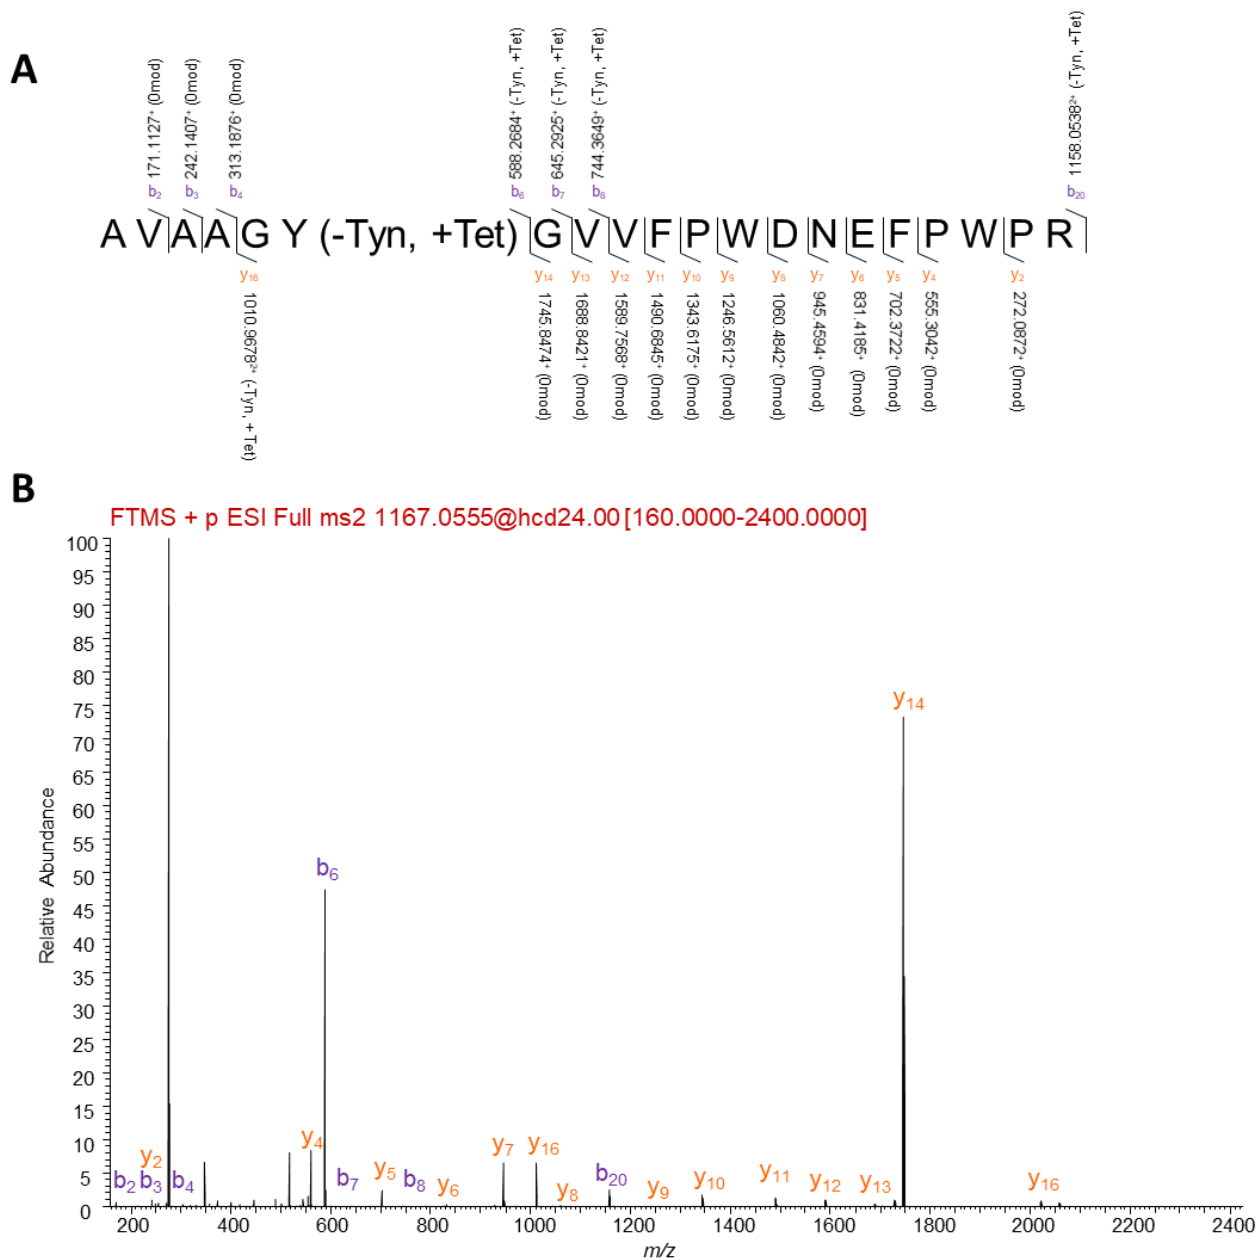 A
171.1127⁺ (0mod)
242.1407⁺ (0mod)
313.1876⁺ (0mod)
588.2684⁺ (-Tyn, +Tet)
645.2925⁺ (-Tyn, +Tet)
744.3649⁺ (-Tyn, +Tet)
1158.0538²⁺ (-Tyn, +Tet)
b₂ b₃ b₄ b₆ b₇ b₈ b₂₀
A V A A G Y (-Tyn, +Tet) G V V F P W D N E F P W P R
y₁₆ y₁₄ y₁₃ y₁₂ y₁₁ y₁₀ y₉ y₈ y₇ y₆ y₅ y₄ y₂
1010.9678²⁺ (-Tyn, + Tet)
1745.8474⁺ (0mod)
1688.8421⁺ (0mod)
1589.7568⁺ (0mod)
1490.6845⁺ (0mod)
1343.6175⁺ (0mod)
1246.5612⁺ (0mod)
1060.4842⁺ (0mod)
945.4594⁺ (0mod)
831.4185⁺ (0mod)
702.3722⁺ (0mod)
555.3042⁺ (0mod)
272.0872⁺ (0mod)
B
FTMS + p ESI Full ms2 1167.0555@hcd24.00 [160.0000-2400.0000]
100
95
90
85
80
75
70
65
60
55
50
45
40
35
30
25
20
15
10
5
0
Relative Abundance
y₁₄
b₆
y₂ y₄ y₇ y₁₆
b₂ b₃ b₄ b₇ y₅ b₈ y₆ y₈ b₂₀ y₉ y₁₀ y₁₁ y₁₂ y₁₃ y₁₆
200 400 600 800 1000 1200 1400 1600 1800 2000 2200 2400
m/z